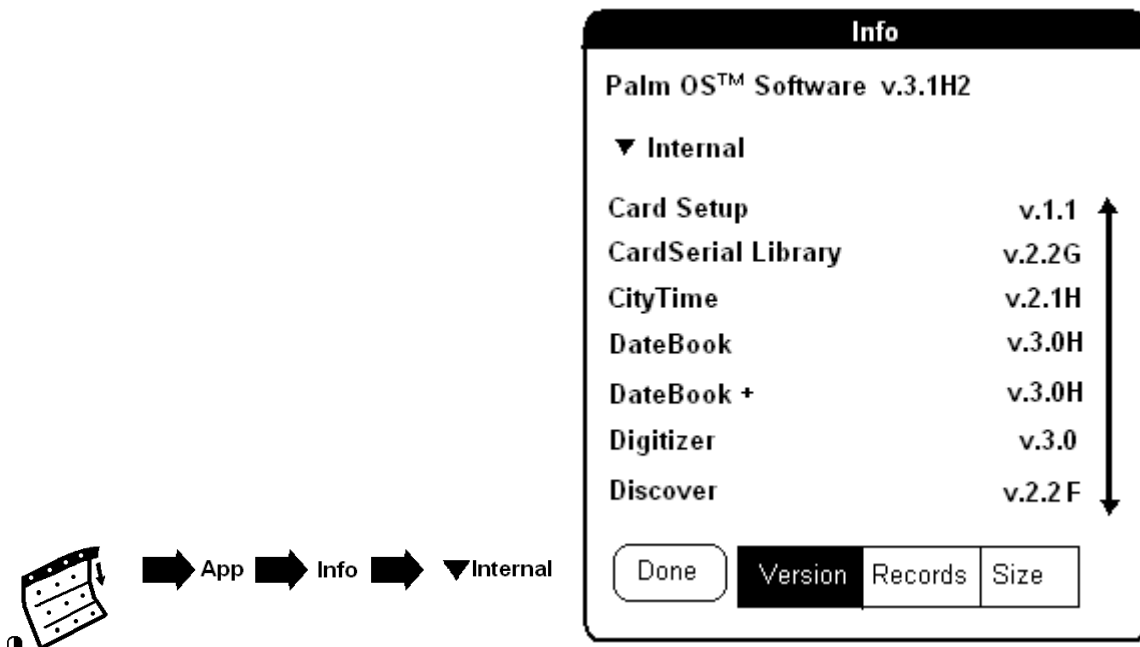 Info
Palm OS™ Software v.3.1H2
▼ Internal
Card Setup v.1.1
CardSerial Library v.2.2G
CityTime v.2.1H
DateBook v.3.0H
DateBook + v.3.0H
Digitizer v.3.0
Discover v.2.2F
Done Version Records Size
App Info ▼Internal